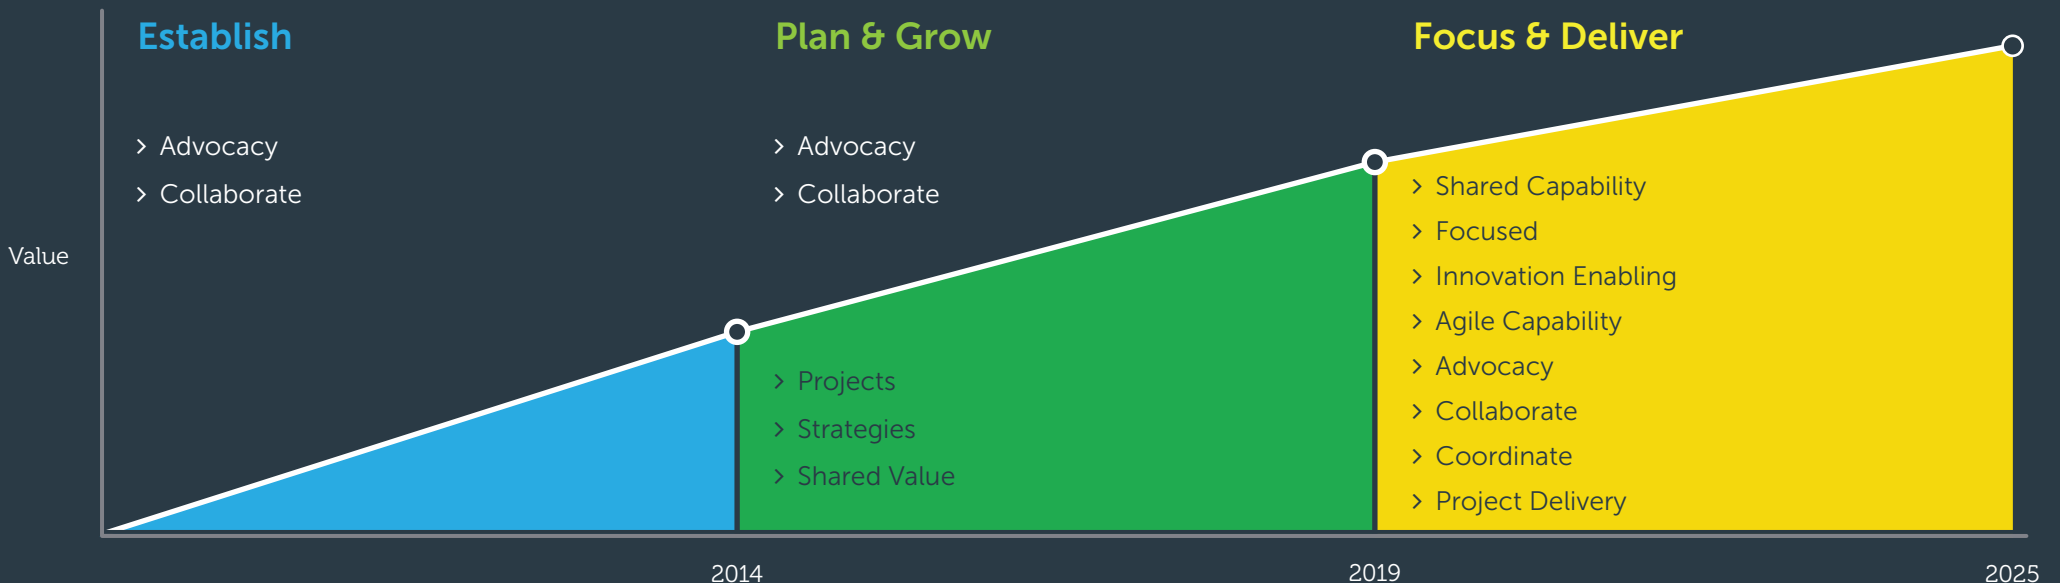 Establish
Advocacy
Collaborate
Plan & Grow
Advocacy
Collaborate
Projects
Strategies
Shared Value
Focus & Deliver
Shared Capability
Focused
Innovation Enabling
Agile Capability
Advocacy
Collaborate
Coordinate
Project Delivery
Value
2014
2019
2025